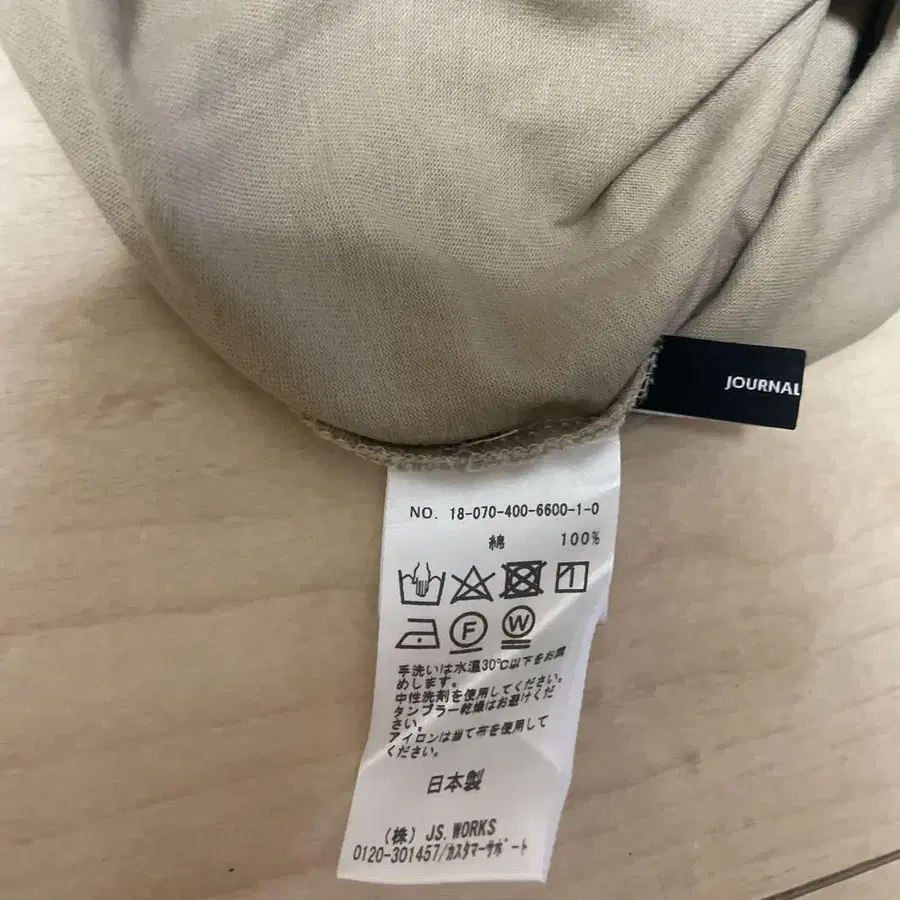 JOURNAL
NO. 18-070-400-6600-1-0
綿 100%
F W
手洗いは水温30℃以下をお薦
めします。
中性洗剤を使用してください。
タンブラー乾燥はお避けくだ
さい。
アイロンは当て布を使用して
ください。
日本製
(株) JS.WORKS
0120-301457/カスタマーサポート